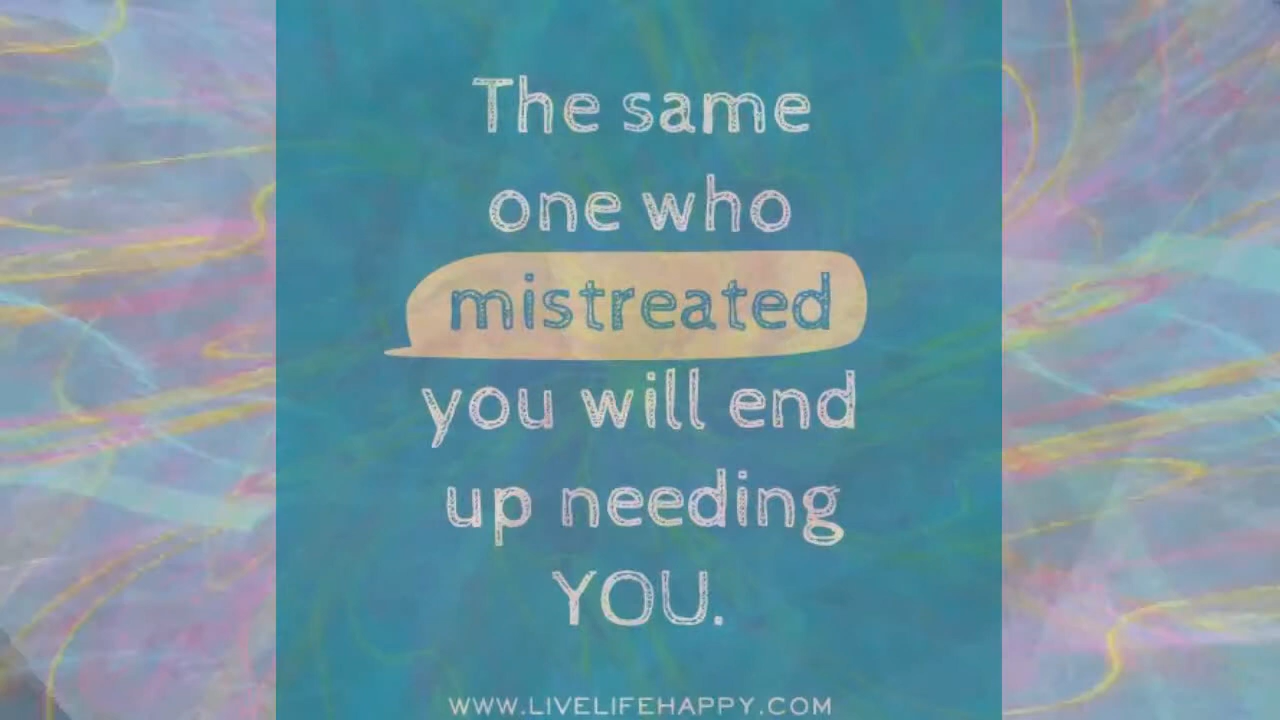 The same
one who
mistreated
you will end
up needing
YOU.
WWW.LIVELIFEHAPPY.COM